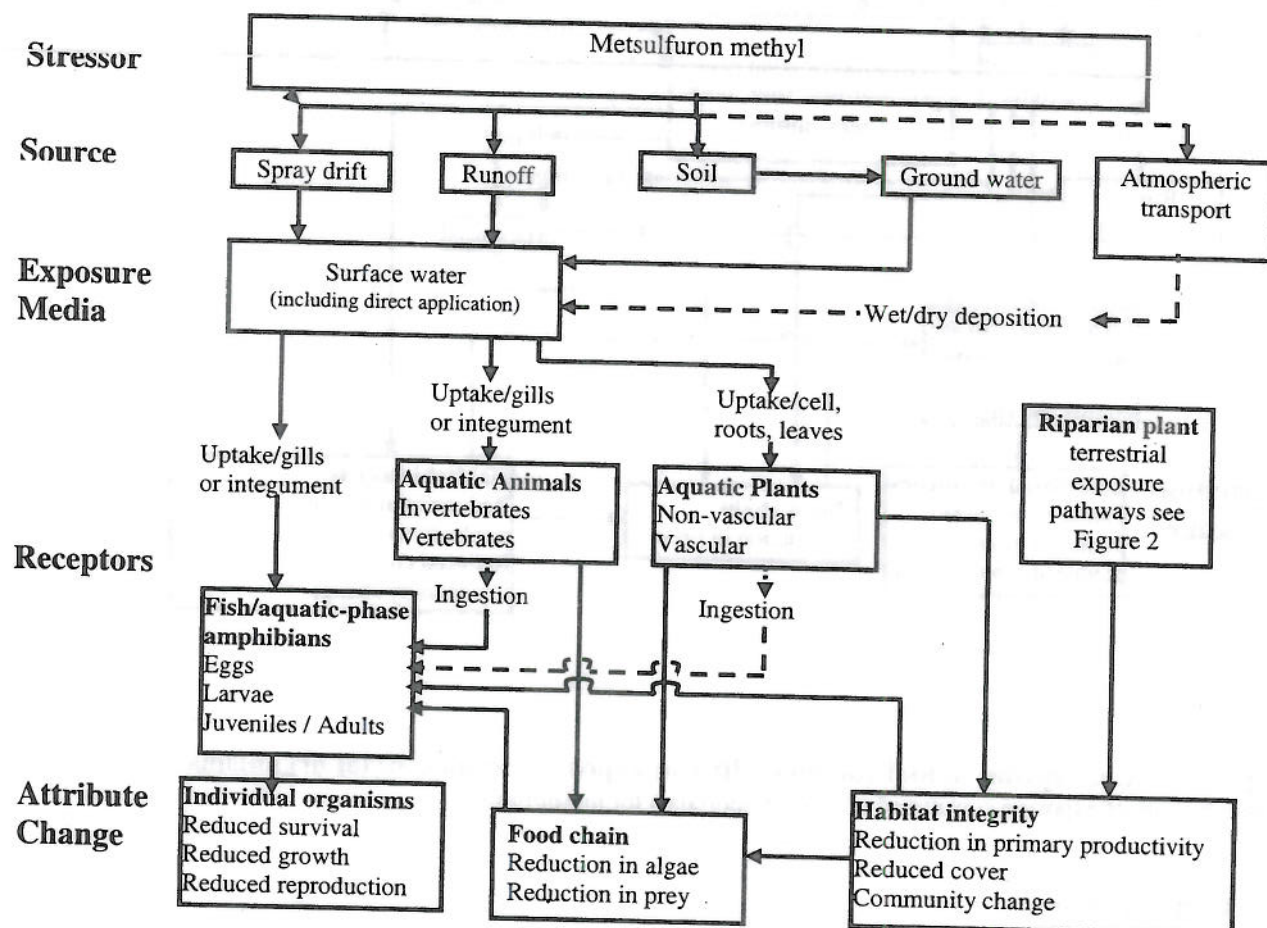 Metsulfuron methyl
Stressor
Source
Spray drift
Runoff
Soil
Ground water
Atmospheric
transport
Exposure
Media
Surface water
(including direct application)
Wet/dry deposition
Uptake/gills
or integument
Uptake/gills
or integument
Uptake/cell,
roots, leaves
Riparian plant
terrestrial
exposure
pathways see
Figure 2
Receptors
Aquatic Animals
Invertebrates
Vertebrates
Aquatic Plants
Non-vascular
Vascular
Ingestion
Ingestion
Fish/aquatic-phase
amphibians
Eggs
Larvae
Juveniles / Adults
Attribute
Change
Individual organisms
Reduced survival
Reduced growth
Reduced reproduction
Food chain
Reduction in algae
Reduction in prey
Habitat integrity
Reduction in primary productivity
Reduced cover
Community change